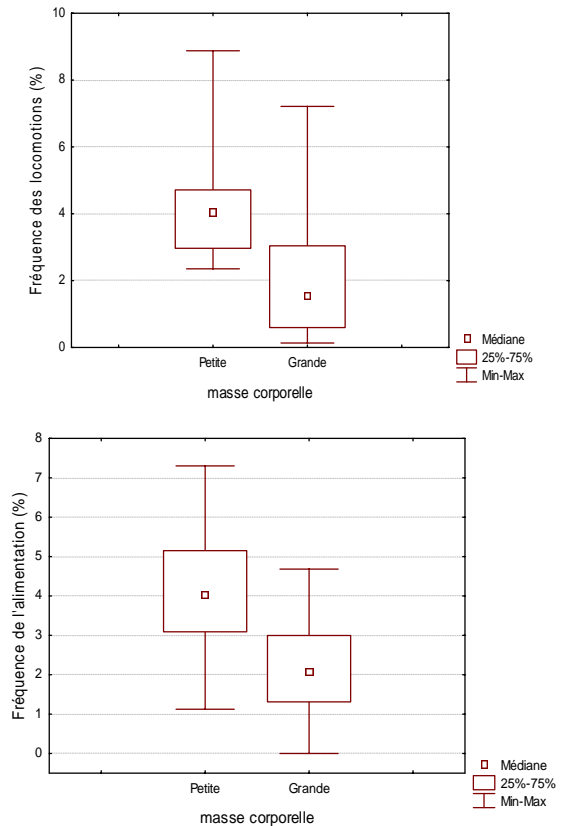 10
8
6
4
2
0
Fréquence des locomotions (%)
Petite
Grande
masse corporelle
Médiane
25%-75%
Min-Max
8
7
6
5
4
3
2
1
0
Fréquence de l'alimentation (%)
Petite
Grande
masse corporelle
Médiane
25%-75%
Min-Max